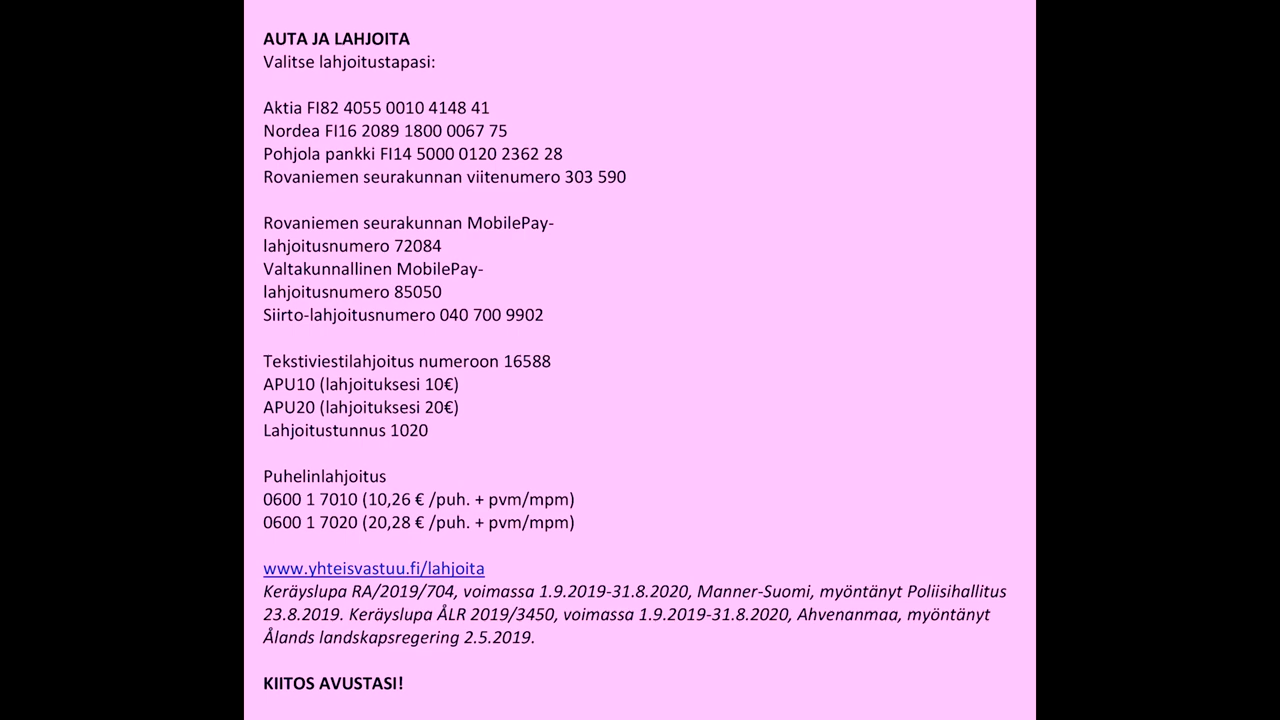 AUTA JA LAHJOITA
Valitse lahjoitustapasi:
Aktia FI82 4055 0010 4148 41
Nordea FI16 2089 1800 0067 75
Pohjola pankki FI14 5000 0120 2362 28
Rovaniemen seurakunnan viitenumero 303 590
Rovaniemen seurakunnan MobilePay-
lahjoitusnumero 72084
Valtakunnallinen MobilePay-
lahjoitusnumero 85050
Siirto-lahjoitusnumero 040 700 9902
Tekstiviestilahjoitus numeroon 16588
APU10 (lahjoituksesi 10€)
APU20 (lahjoituksesi 20€)
Lahjoitustunnus 1020
Puhelinlahjoitus
0600 1 7010 (10,26 € /puh. + pvm/mpm)
0600 1 7020 (20,28 € /puh. + pvm/mpm)
www.yhteisvastuu.fi/lahjoita
Keräyslupa RA/2019/704, voimassa 1.9.2019-31.8.2020, Manner-Suomi, myöntänyt Poliisihallitus
23.8.2019. Keräyslupa ÅLR 2019/3450, voimassa 1.9.2019-31.8.2020, Ahvenanmaa, myöntänyt
Ålands landskapsregering 2.5.2019.
KIITOS AVUSTASI!